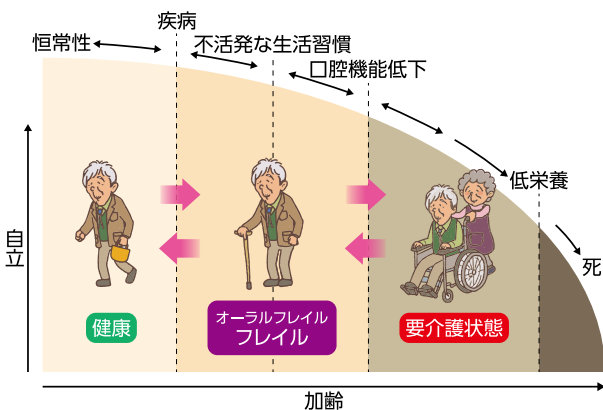 疾病
恒常性
不活発な生活習慣
口腔機能低下
低栄養
死
自立
健康
オーラルフレイル
フレイル
要介護状態
加齢